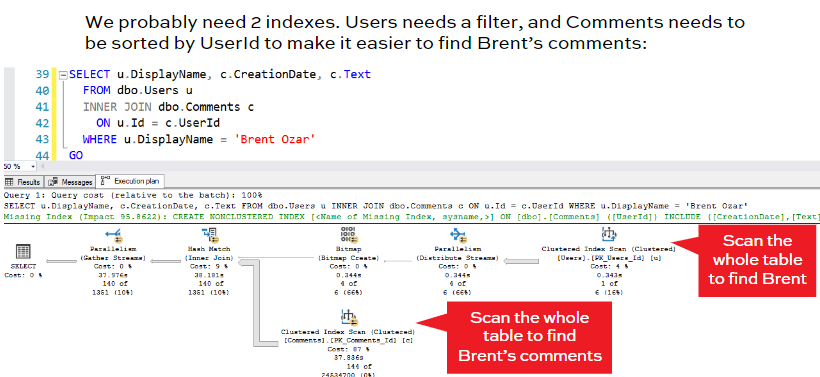 We probably need 2 indexes. Users needs a filter, and Comments needs to
be sorted by UserId to make it easier to find Brent's comments:
39 SELECT u.DisplayName, c.CreationDate, c.Text
40 FROM dbo.Users u
41 INNER JOIN dbo.Comments c
42 ON u.Id = c.UserId
43 WHERE u.DisplayName = 'Brent Ozar'
44 GO
50 %
Results Messages Execution plan
Query 1: Query cost (relative to the batch): 100%
SELECT u.DisplayName, c.CreationDate, c.Text FROM dbo.Users u INNER JOIN dbo.Comments c ON u.Id = c.UserId WHERE u.DisplayName = 'Brent Ozar'
Missing Index (Impact 95.8622): CREATE NONCLUSTERED INDEX [<Name of Missing Index, sysname,>] ON [dbo].[Comments] ([UserId]) INCLUDE ([CreationDate],[Text]
SELECT
Cost: 0 %
Parallelism
(Gather Streams)
Cost: 0 %
37.976s
140 of
1351 (10%)
Hash Match
(Inner Join)
Cost: 9 %
38.181s
140 of
1351 (10%)
Bitmap
(Bitmap Create)
Cost: 0 %
0.344s
4 of
6 (66%)
Parallelism
(Distribute Streams)
Cost: 0 %
0.344s
4 of
6 (66%)
Clustered Index Scan (Clustered)
[Users].[PK_Users_Id] [u]
Cost: 4 %
0.343s
1 of
6 (16%)
Scan the
whole table
to find Brent
Clustered Index Scan (Clustered)
[Comments].[PK_Comments_Id] [c]
Cost: 87 %
37.836s
144 of
24534700 (0%)
Scan the whole
table to find
Brent's comments